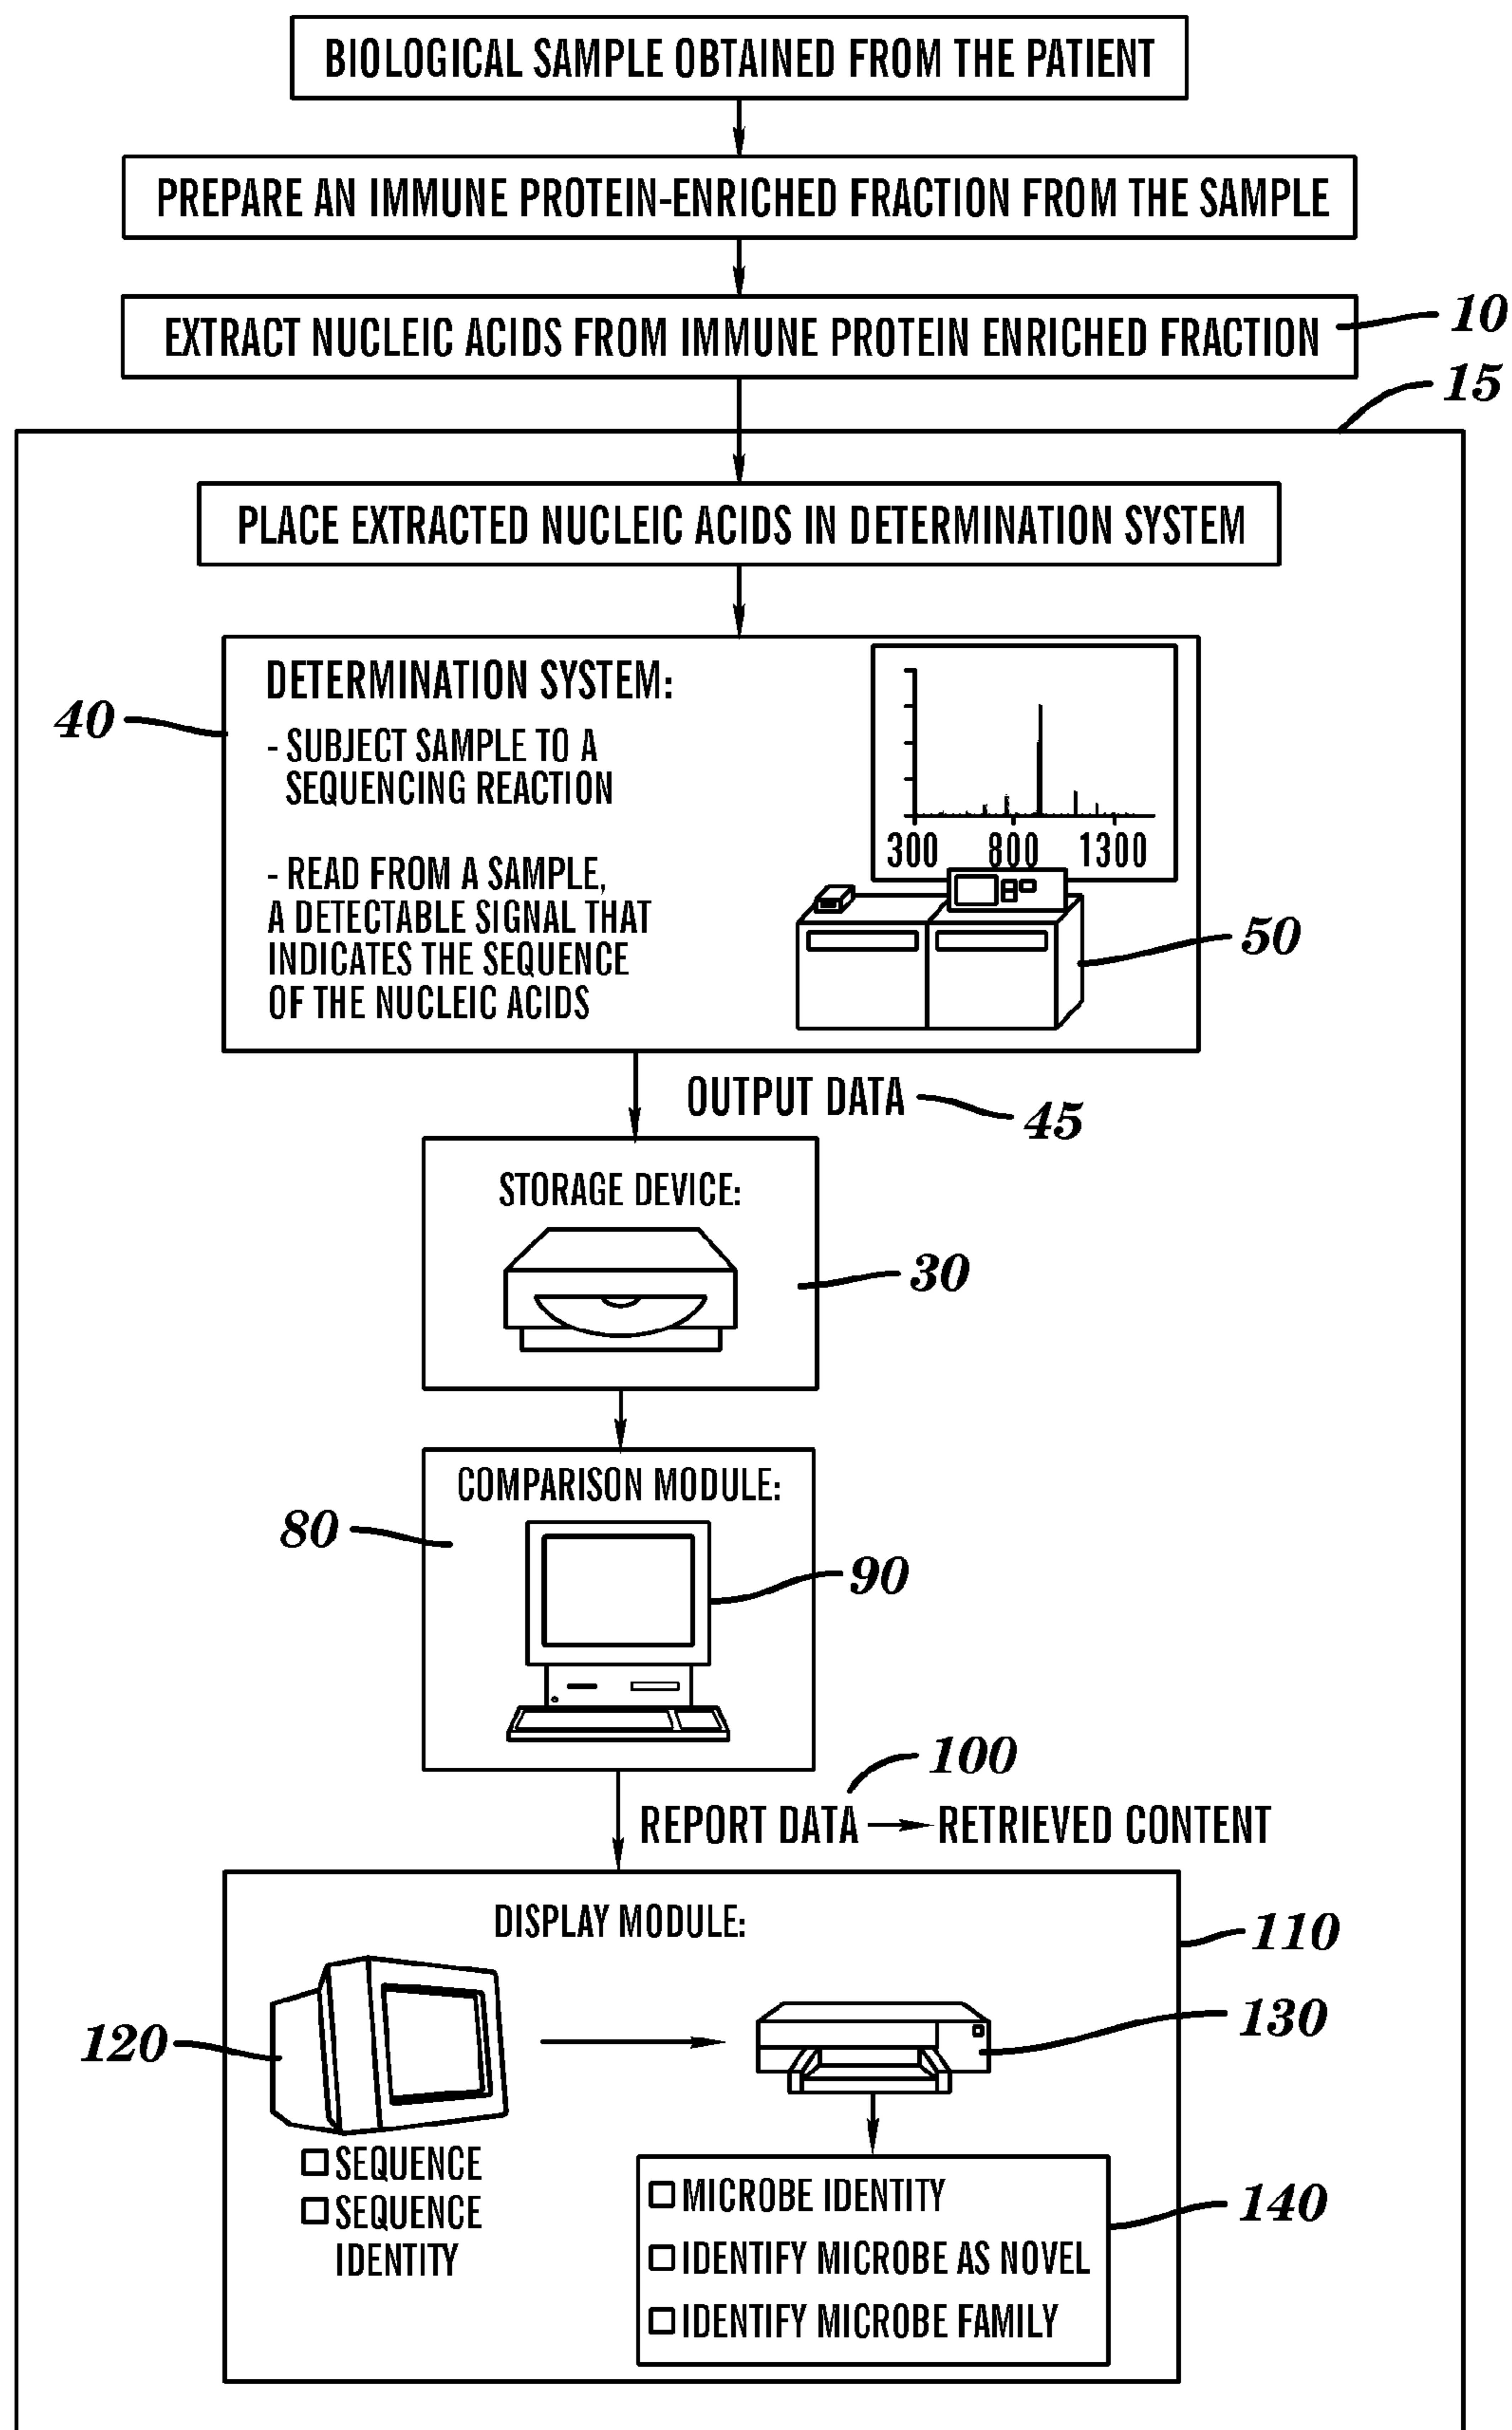 BIOLOGICAL SAMPLE OBTAINED FROM THE PATIENT
PREPARE AN IMMUNE PROTEIN-ENRICHED FRACTION FROM THE SAMPLE
EXTRACT NUCLEIC ACIDS FROM IMMUNE PROTEIN ENRICHED FRACTION
10
15
PLACE EXTRACTED NUCLEIC ACIDS IN DETERMINATION SYSTEM
DETERMINATION SYSTEM:
40
- SUBJECT SAMPLE TO A
SEQUENCING REACTION
- READ FROM A SAMPLE,
A DETECTABLE SIGNAL THAT
INDICATES THE SEQUENCE
OF THE NUCLEIC ACIDS
300 800 1300
50
OUTPUT DATA
45
STORAGE DEVICE:
30
COMPARISON MODULE:
80
90
100
REPORT DATA RETRIEVED CONTENT
DISPLAY MODULE:
110
120
130
SEQUENCE
SEQUENCE
IDENTITY
MICROBE IDENTITY
IDENTIFY MICROBE AS NOVEL
IDENTIFY MICROBE FAMILY
140